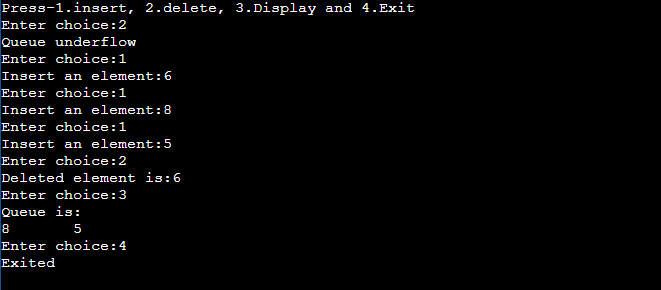 Press-1.insert, 2.delete, 3.Display and 4.Exit
Enter choice:2
Queue underflow
Enter choice:1
Insert an element:6
Enter choice:1
Insert an element:8
Enter choice:1
Insert an element:5
Enter choice:2
Deleted element is:6
Enter choice:3
Queue is:
8       5
Enter choice:4
Exited